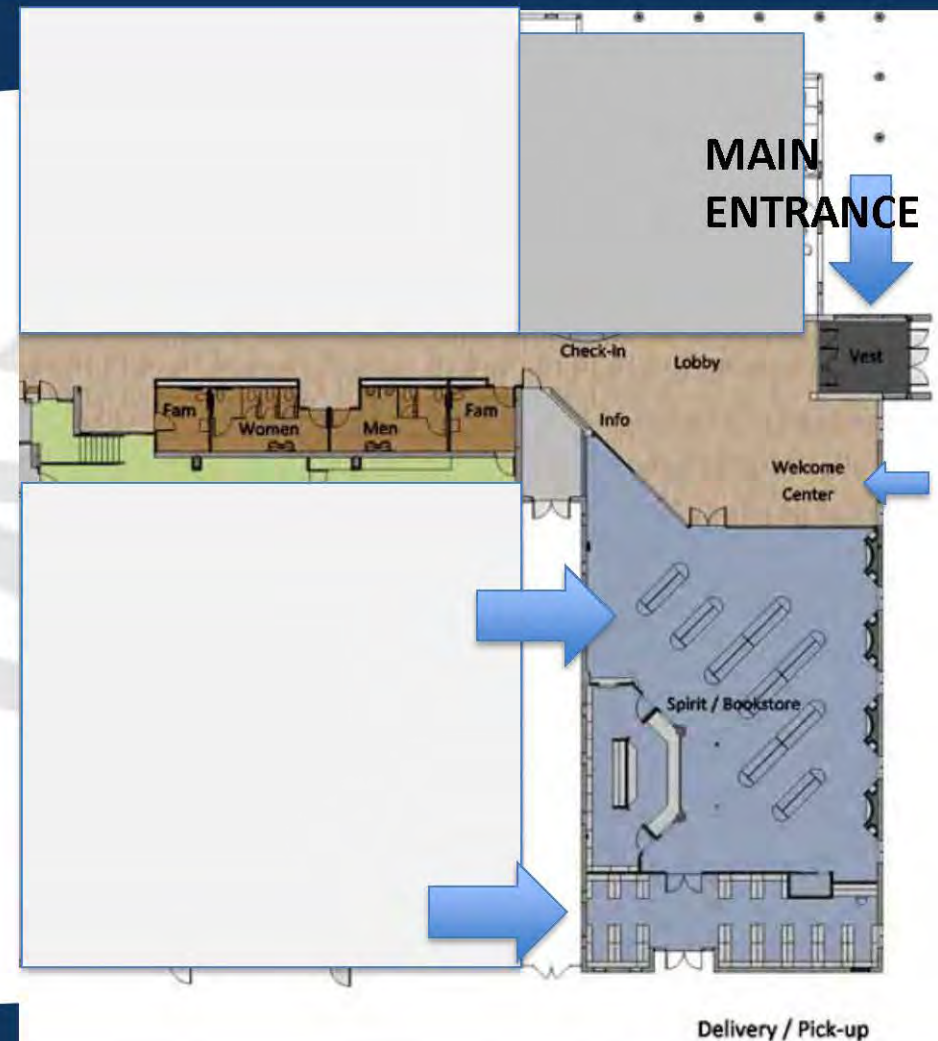 MAIN
ENTRANCE
Check-In
Lobby
Vest
Fam
Women
Men
Fam
Info
Welcome
Center
Spirit / Bookstore
Delivery / Pick-up